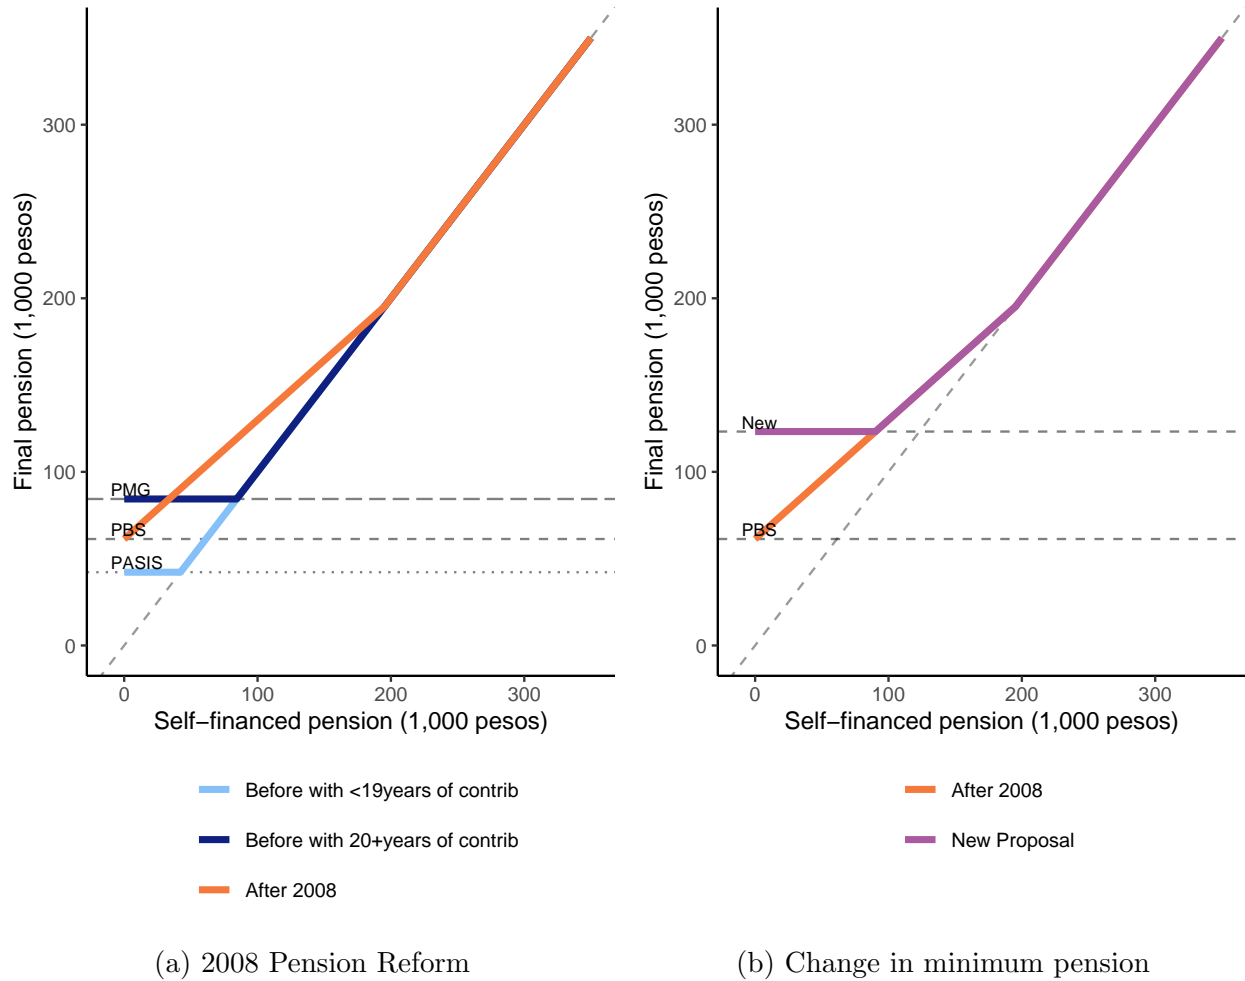 Final pension (1,000 pesos)
300
200
100
0
PMG
PBS
PASIS
0 100 200 300
Self−financed pension (1,000 pesos)
Before with <19years of contrib
Before with 20+years of contrib
After 2008
(a) 2008 Pension Reform
Final pension (1,000 pesos)
300
200
100
0
New
PBS
0 100 200 300
Self−financed pension (1,000 pesos)
After 2008
New Proposal
(b) Change in minimum pension